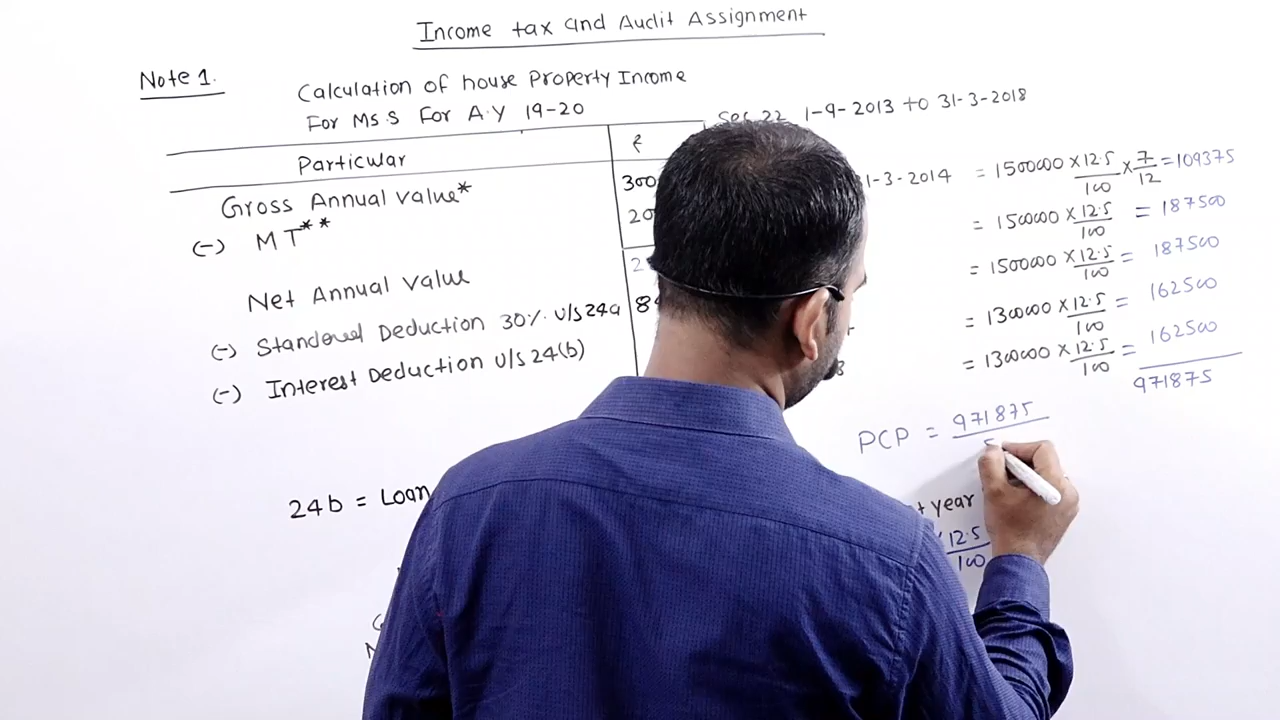 Income tax and Audit Assignment
Note 1.
Calculation of house Property Income
For Ms.S For A.Y 19-20
Sec 22 1-9-2013 to 31-3-2018
Particular ₹
Gross Annual value* 300
(-) MT** 20
Net Annual value 2
(-) Standered Deduction 30% U/s 24a 84
(-) Interest Deduction U/s 24(b)
1-3-2014 = 1500000 × 12.5/100 × 7/12 = 109375
= 1500000 × 12.5/100 = 187500
= 1500000 × 12.5/100 = 187500
= 1300000 × 12.5/100 = 162500
= 1300000 × 12.5/100 = 162500
971875
PCP = 971875/5
24b = Loan
t year
× 12.5/100